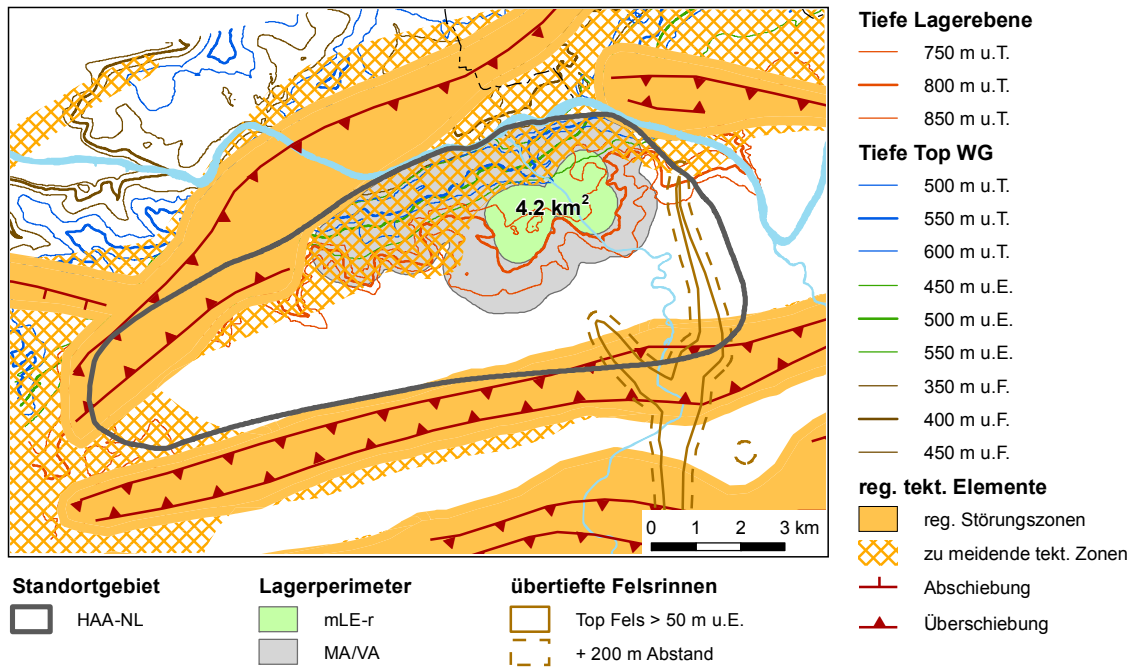 4.2 km²
0 1 2 3 km
Tiefe Lagerebene
750 m u.T.
800 m u.T.
850 m u.T.
Tiefe Top WG
500 m u.T.
550 m u.T.
600 m u.T.
450 m u.E.
500 m u.E.
550 m u.E.
350 m u.F.
400 m u.F.
450 m u.F.
reg. tekt. Elemente
reg. Störungszonen
zu meidende tekt. Zonen
Abschiebung
Überschiebung
Standortgebiet
HAA-NL
Lagerperimeter
mLE-r
MA/VA
übertiefte Felsrinnen
Top Fels > 50 m u.E.
+ 200 m Abstand